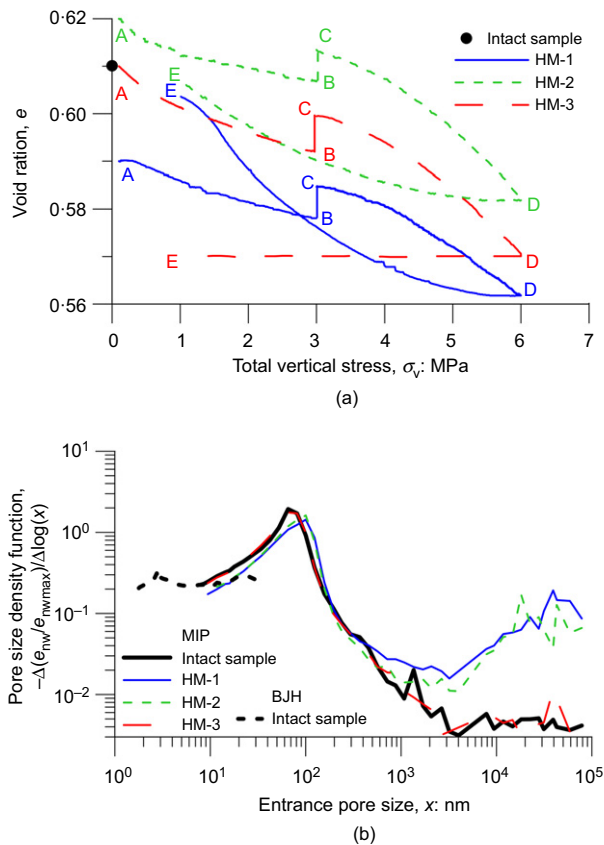 0·62
0·60
0·58
0·56
Void ration, e
A
A
A
E
E
E
B
B
B
C
C
C
D
D
D
Intact sample
HM-1
HM-2
HM-3
0 1 2 3 4 5 6 7
Total vertical stress, σv: MPa
(a)
10¹
10⁰
10⁻¹
10⁻²
Pore size density function,
−Δ(enw/enwmax)/Δlog(x)
MIP
Intact sample
HM-1
HM-2
HM-3
BJH
Intact sample
10⁰ 10¹ 10² 10³ 10⁴ 10⁵
Entrance pore size, x: nm
(b)